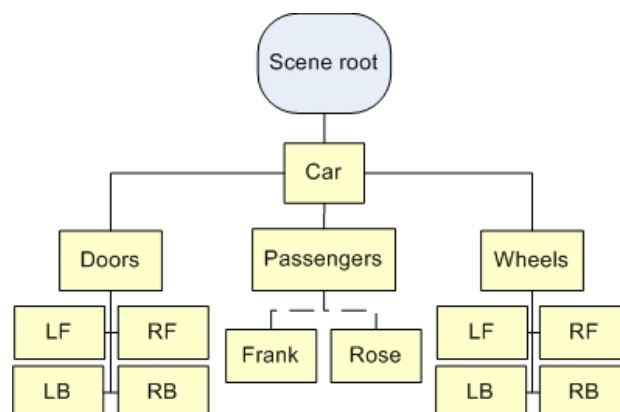 Scene root
Car
Doors
Passengers
Wheels
LF
RF
LB
RB
Frank
Rose
LF
RF
LB
RB